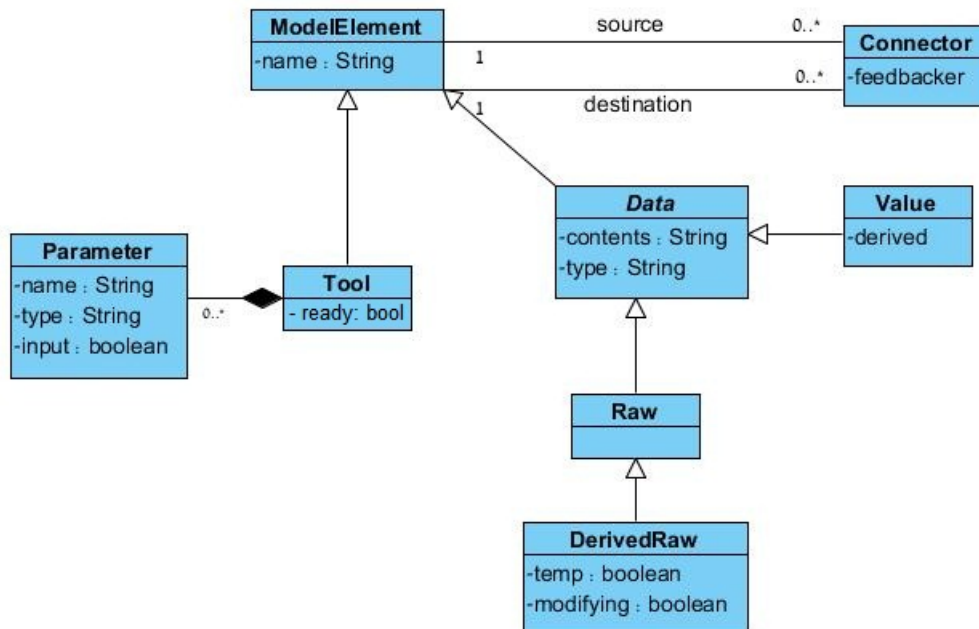 ModelElement
-name : String
source
0..*
1
Connector
-feedbacker
0..*
destination
1
Data
-contents : String
-type : String
Value
-derived
Parameter
-name : String
-type : String
-input : boolean
0..*
Tool
- ready: bool
Raw
DerivedRaw
-temp : boolean
-modifying : boolean